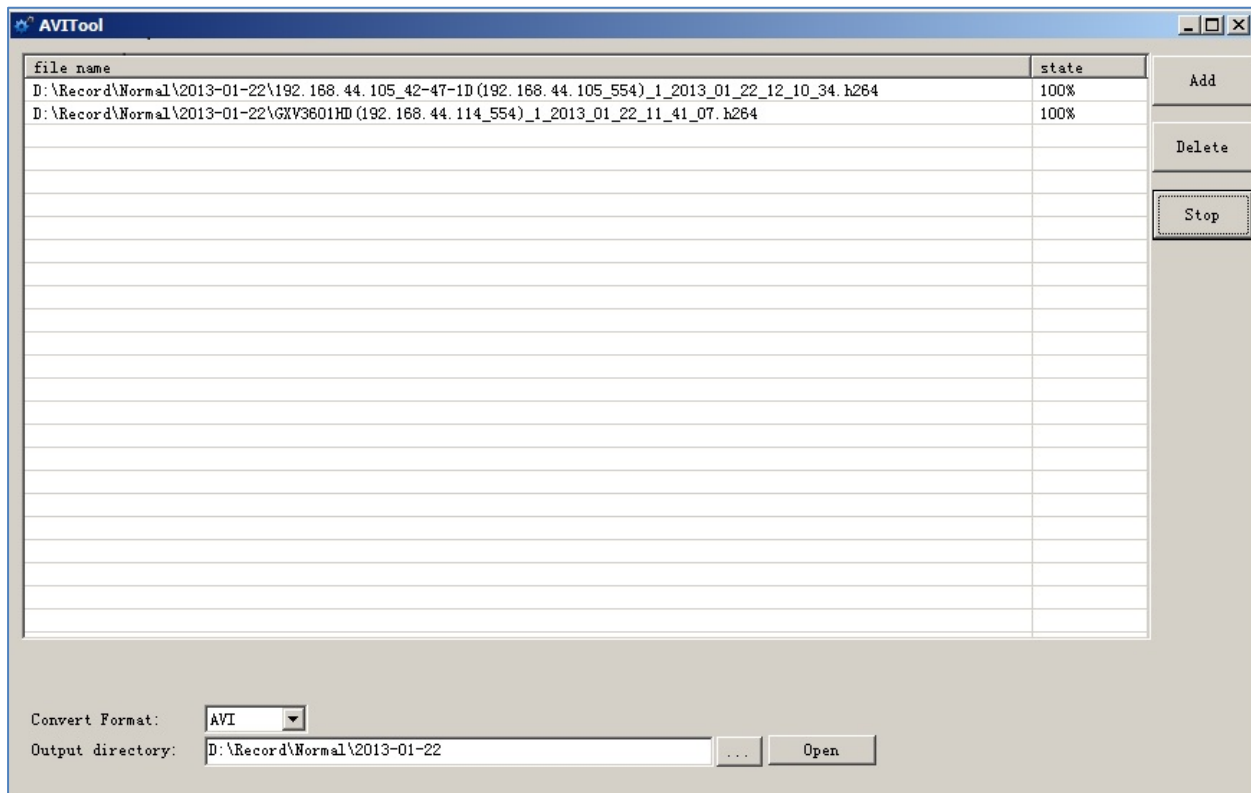 AVITool
file name state
D:\Record\Normal\2013-01-22\192.168.44.105_42-47-1D(192.168.44.105_554)_1_2013_01_22_12_10_34.h264 100%
D:\Record\Normal\2013-01-22\GXV3601HD(192.168.44.114_554)_1_2013_01_22_11_41_07.h264 100%
Add
Delete
Stop
Convert Format: AVI
Output directory: D:\Record\Normal\2013-01-22 ... Open